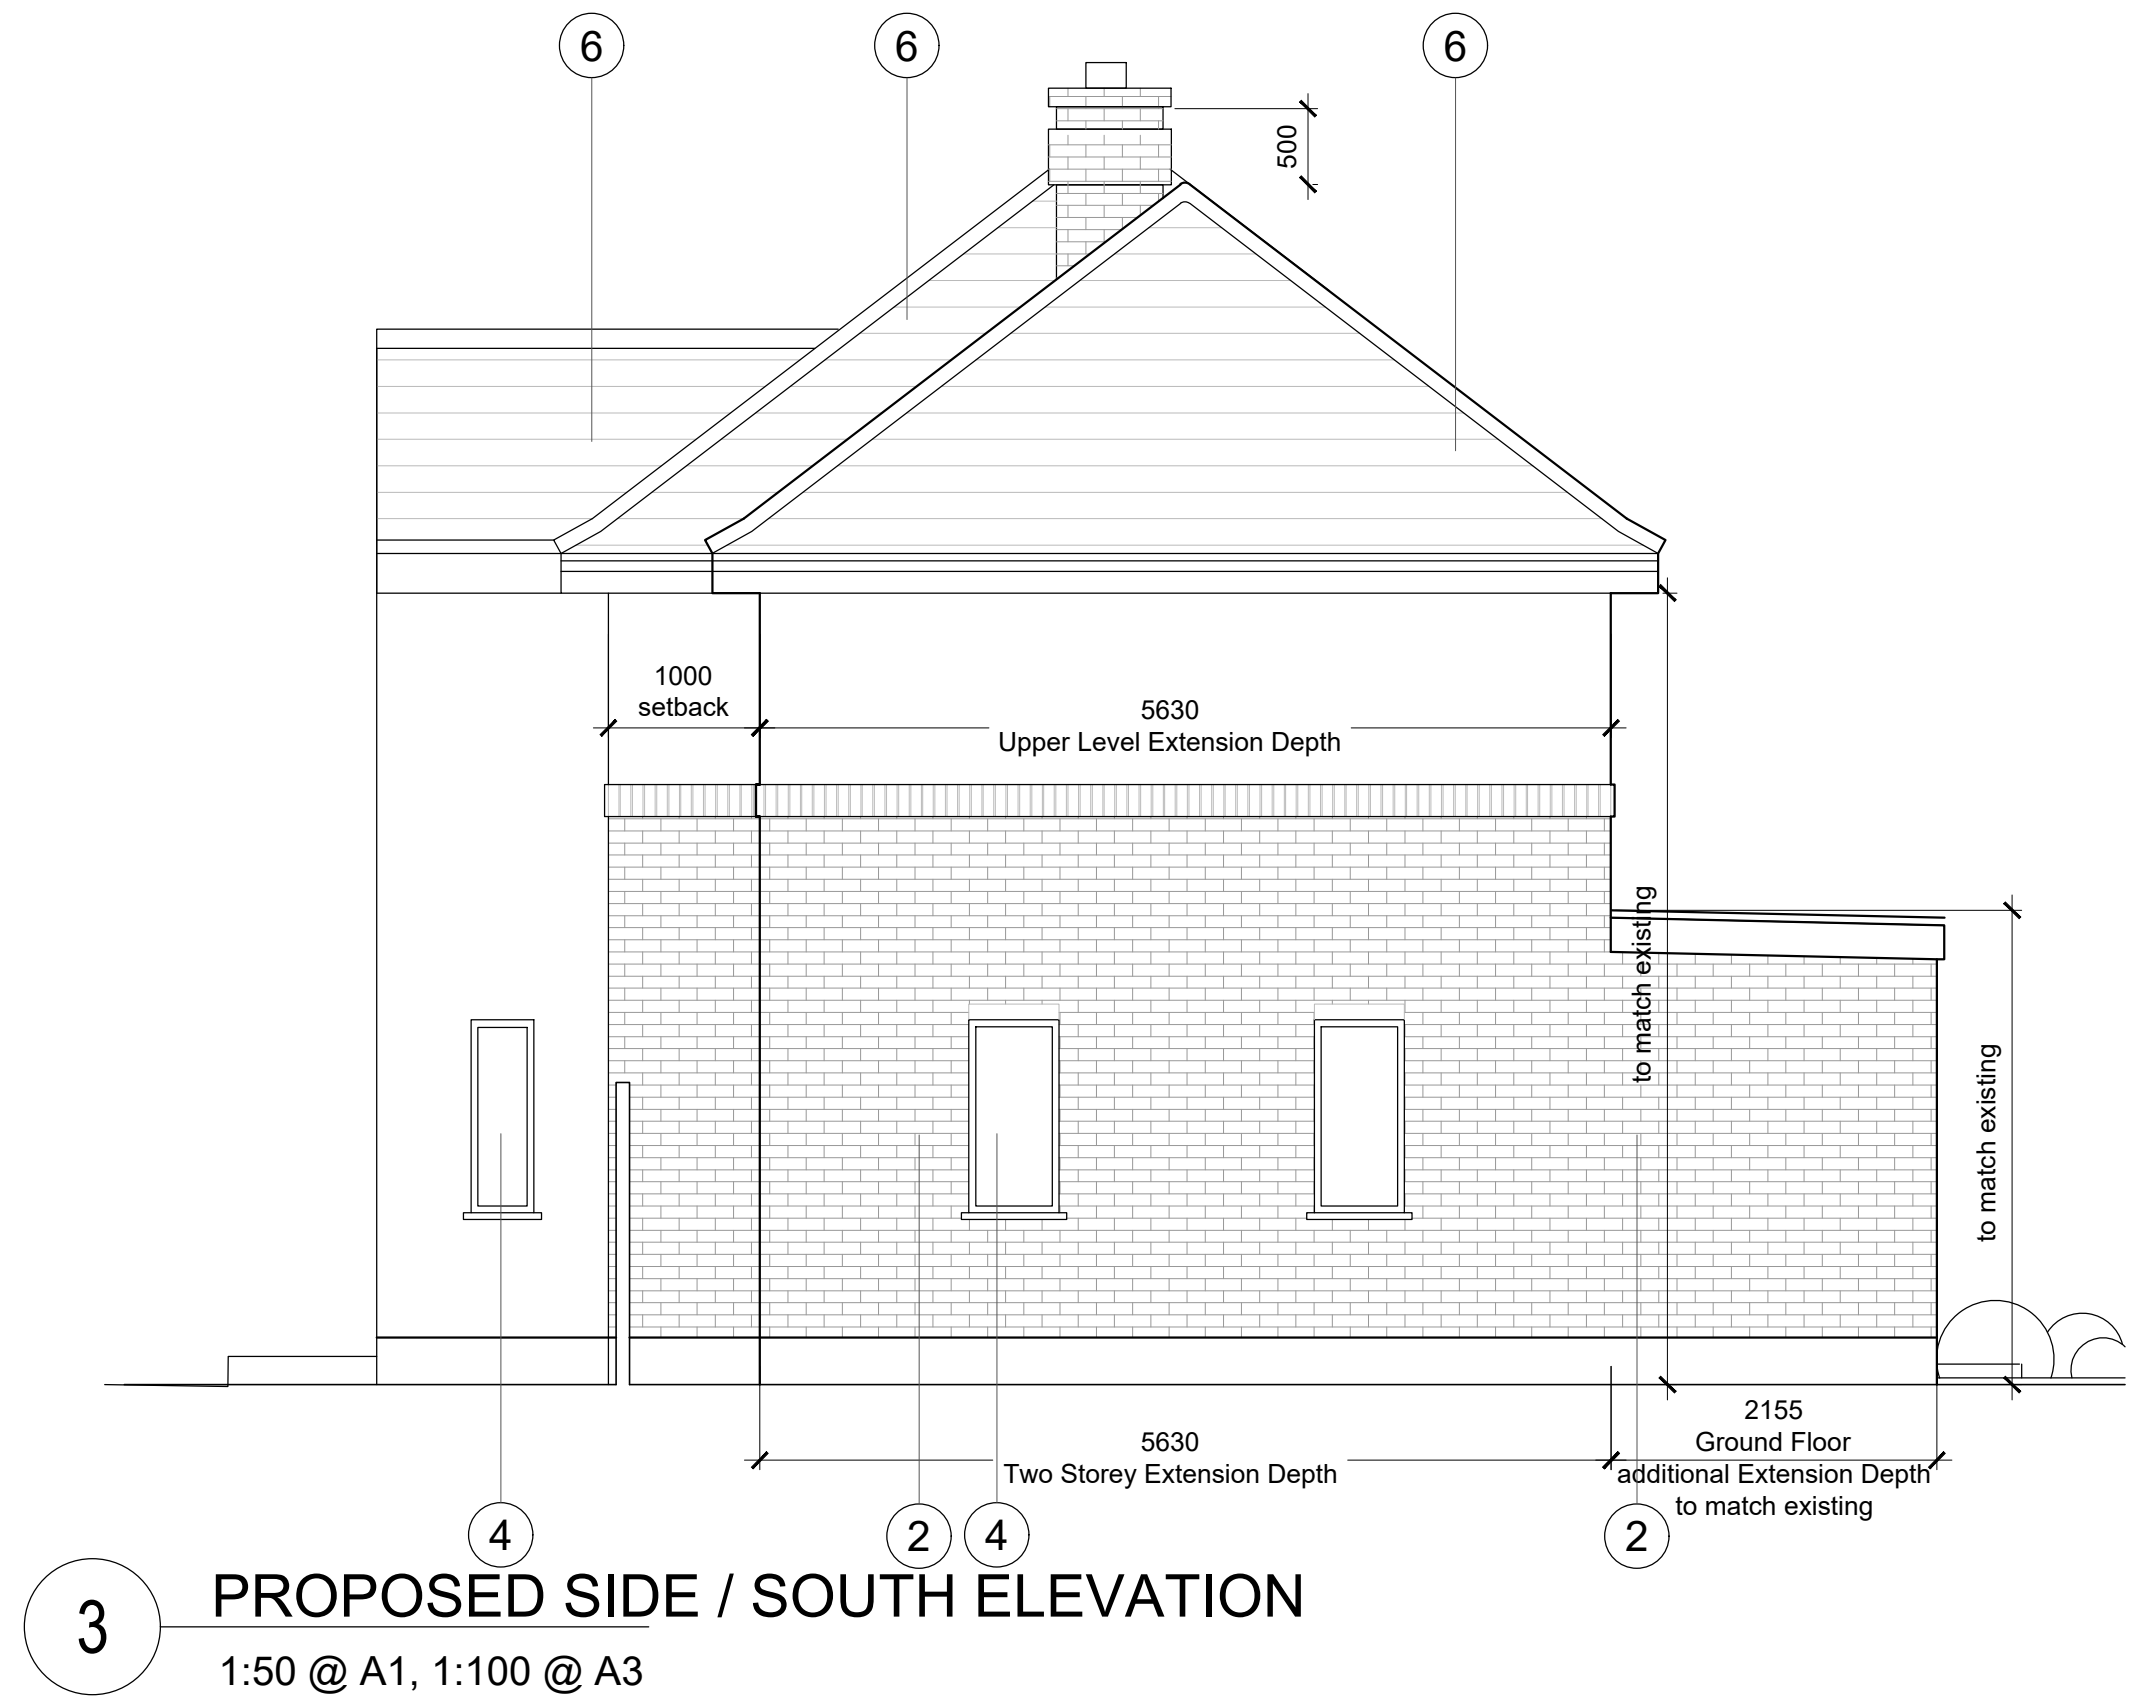 6
6
6
500
1000
setback
5630
Upper Level Extension Depth
to match existing
to match existing
2155
Ground Floor
additional Extension Depth
to match existing
5630
Two Storey Extension Depth
4
2
4
2
3
PROPOSED SIDE / SOUTH ELEVATION
1:50 @ A1, 1:100 @ A3